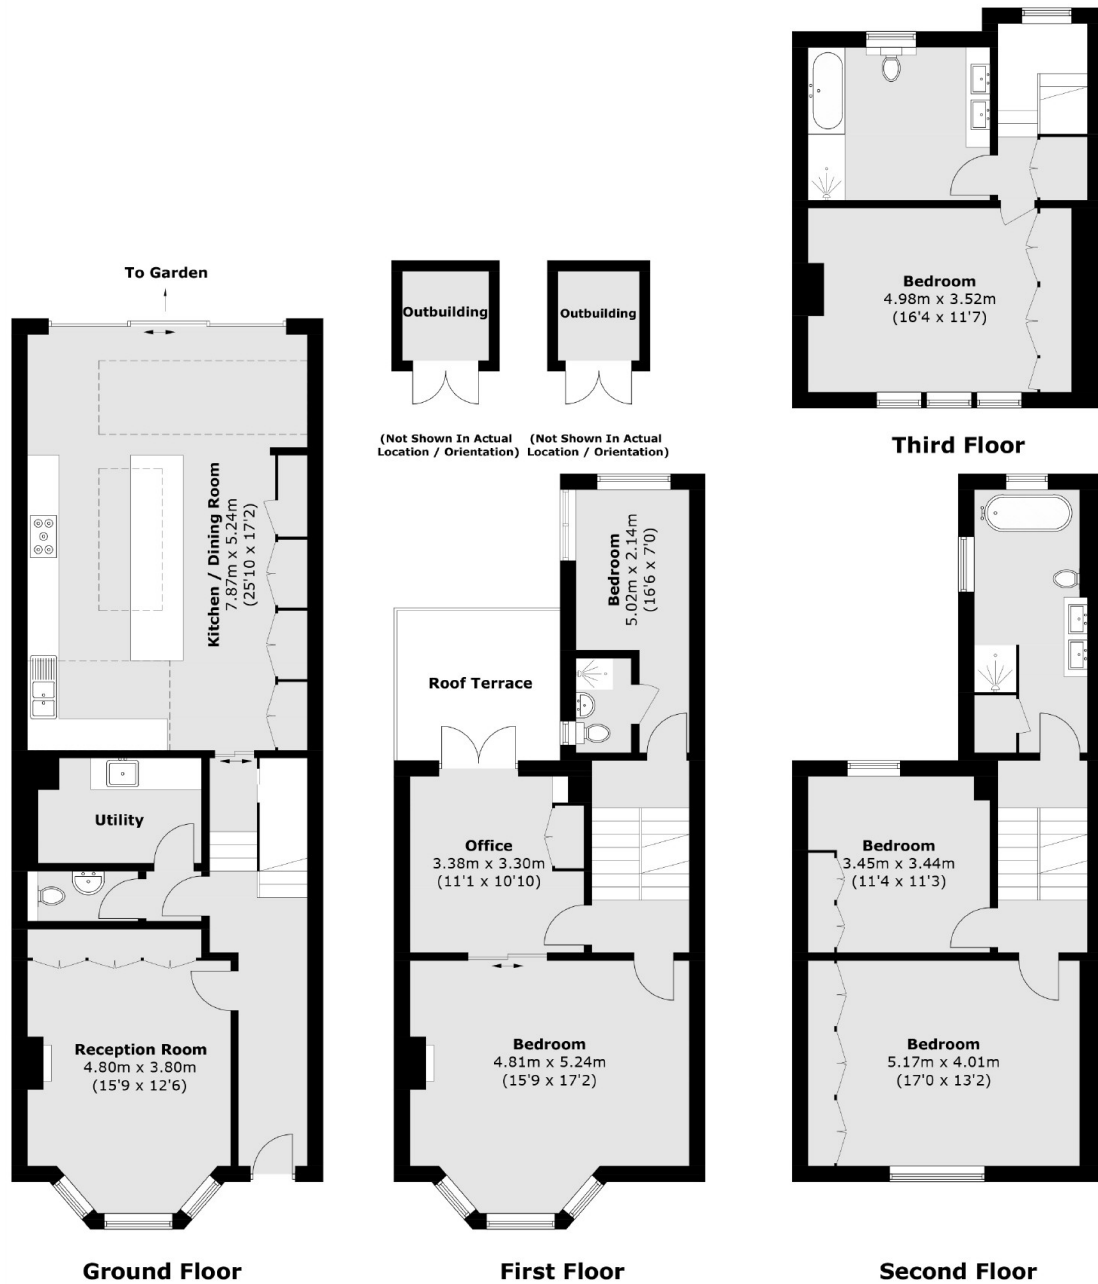 To Garden
Kitchen / Dining Room
7.87m x 5.24m
(25'10 x 17'2)
Utility
Reception Room
4.80m x 3.80m
(15'9 x 12'6)
Ground Floor
Outbuilding
(Not Shown In Actual
Location / Orientation)
Outbuilding
(Not Shown In Actual
Location / Orientation)
Bedroom
5.02m x 2.14m
(16'6 x 7'0)
Roof Terrace
Office
3.38m x 3.30m
(11'1 x 10'10)
Bedroom
4.81m x 5.24m
(15'9 x 17'2)
First Floor
Bedroom
4.98m x 3.52m
(16'4 x 11'7)
Third Floor
Bedroom
3.45m x 3.44m
(11'4 x 11'3)
Bedroom
5.17m x 4.01m
(17'0 x 13'2)
Second Floor